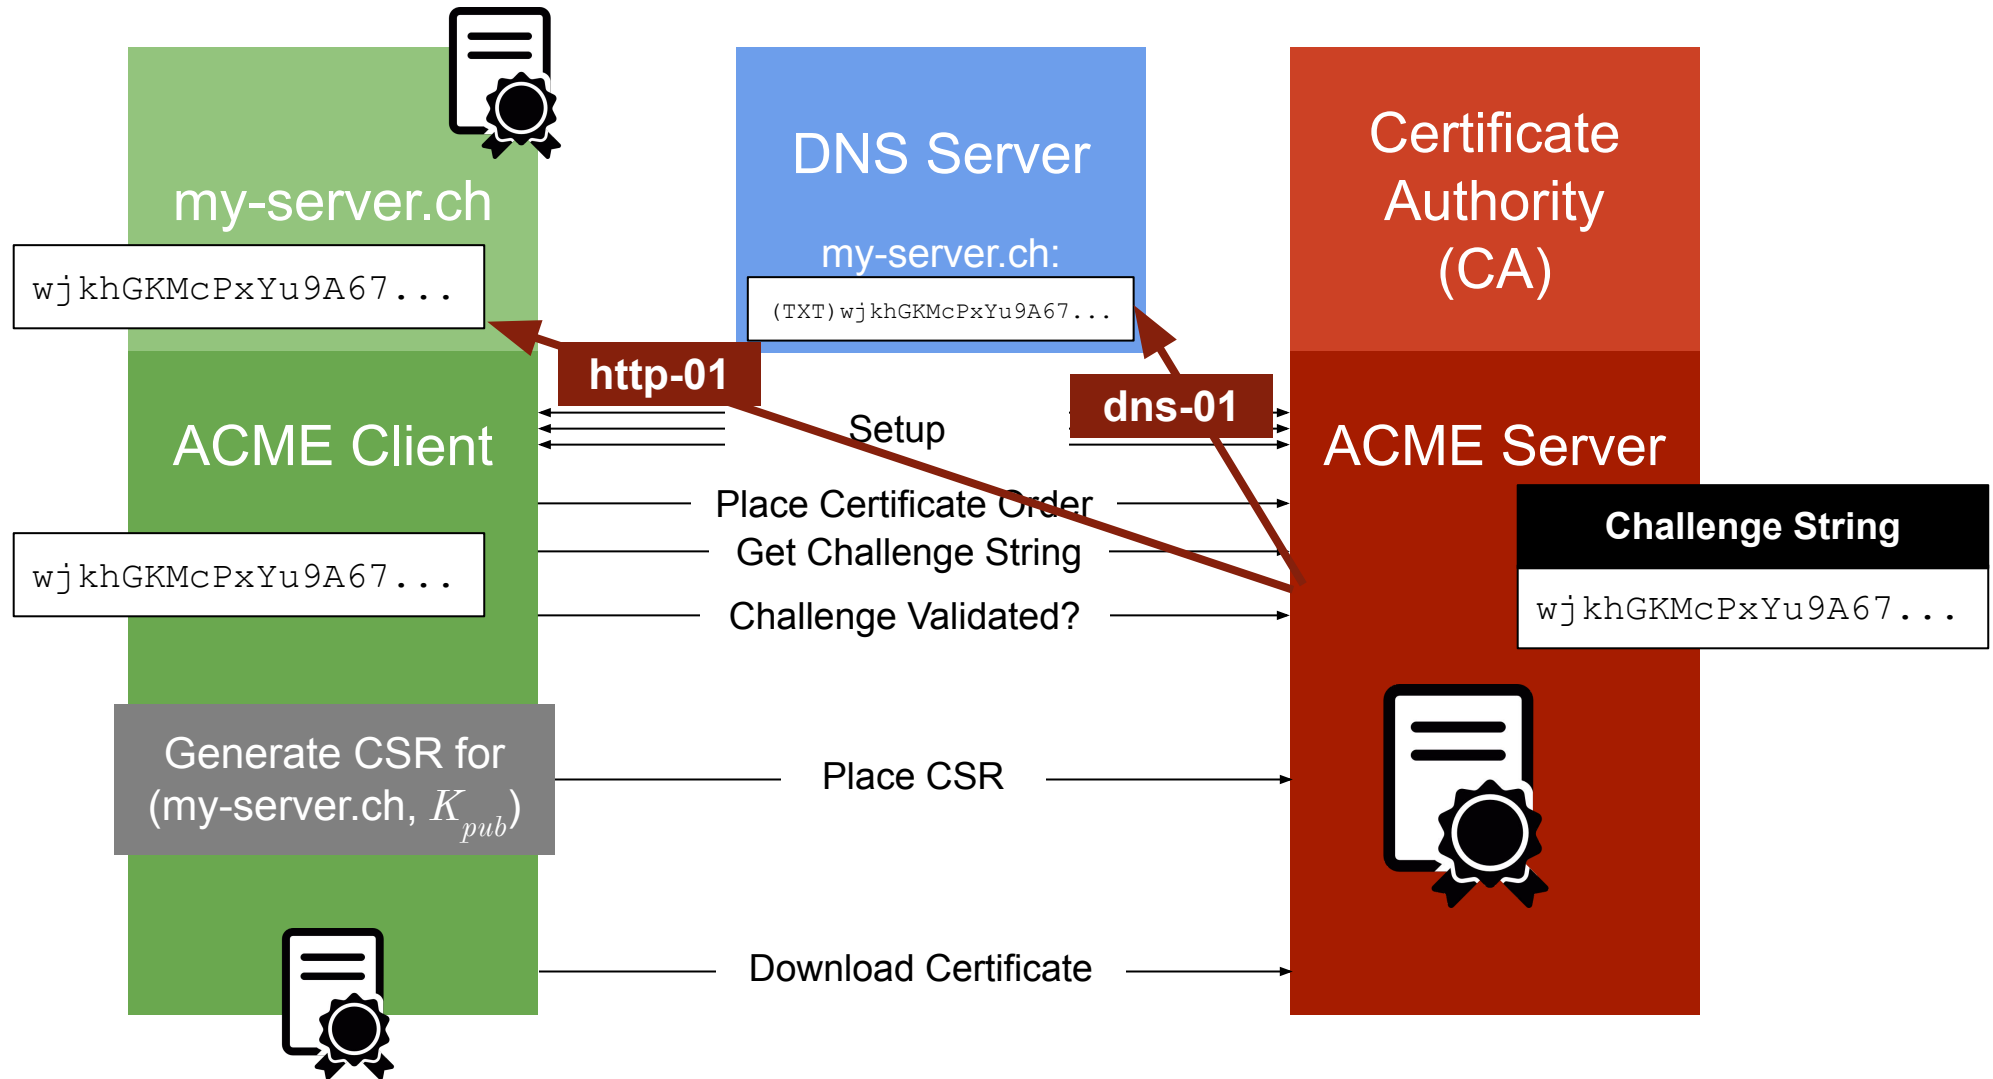 my-server.ch
wjkhGKMcPxYu9A67...
DNS Server
my-server.ch:
(TXT)wjkhGKMcPxYu9A67...
Certificate
Authority
(CA)
http-01
dns-01
ACME Client
Setup
ACME Server
Place Certificate Order
Get Challenge String
Challenge String
wjkhGKMcPxYu9A67...
wjkhGKMcPxYu9A67...
Challenge Validated?
Generate CSR for
(my-server.ch, K_pub)
Place CSR
Download Certificate